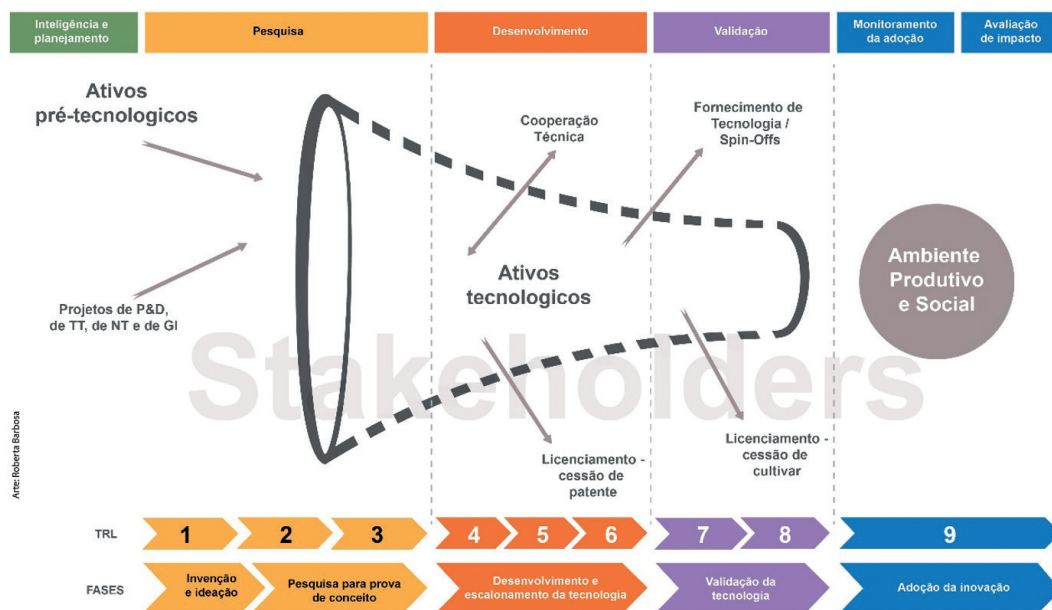 Inteligência e
planejamento
Pesquisa
Desenvolvimento
Validação
Monitoramento
da adoção
Avaliação
de impacto
Ativos
pré-tecnologicos
Cooperação
Técnica
Fornecimento de
Tecnologia /
Spin-Offs
Ativos
tecnologicos
Ambiente
Produtivo
e Social
Projetos de P&D,
de TT, de NT e de GI
Stakeholders
Licenciamento -
cessão de
patente
Licenciamento -
cessão de
cultivar
Arte: Roberta Barbosa
TRL
1 2 3 4 5 6 7 8 9
FASES
Invenção
e ideação
Pesquisa para prova
de conceito
Desenvolvimento e
escalonamento da tecnologia
Validação da
tecnologia
Adoção da inovação